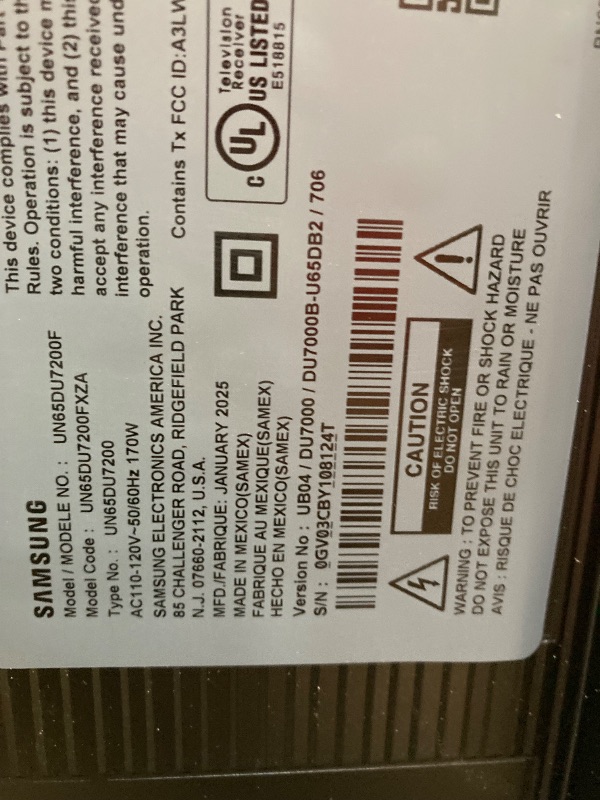 This device complies with Part
Rules. Operation is subject to th
two conditions: (1) this device m
harmful interference, and (2) this
accept any interference received
interference that may cause und
operation.
SAMSUNG
Model / MODELE NO. : UN65DU7200F
Model Code : UN65DU7200FXZA
Type No. : UN65DU7200
AC110-120V~50/60Hz 170W
SAMSUNG ELECTRONICS AMERICA INC.
85 CHALLENGER ROAD, RIDGEFIELD PARK
N.J. 07660-2112, U.S.A.
Contains Tx FCC ID:A3LW
MFD./FABRIQUE: JANUARY 2025
MADE IN MEXICO(SAMEX)
FABRIQUE AU MEXIQUE(SAMEX)
HECHO EN MEXICO(SAMEX)
c UL US LISTED
Television
Receiver
E518815
Version No : UB04 / DU7000 / DU7000B-U65DB2 / 706
S/N : 0GV03CBY108124T
CAUTION
RISK OF ELECTRIC SHOCK
DO NOT OPEN
WARNING : TO PREVENT FIRE OR SHOCK HAZARD
DO NOT EXPOSE THIS UNIT TO RAIN OR MOISTURE
AVIS : RISQUE DE CHOC ELECTRIQUE - NE PAS OUVRIR